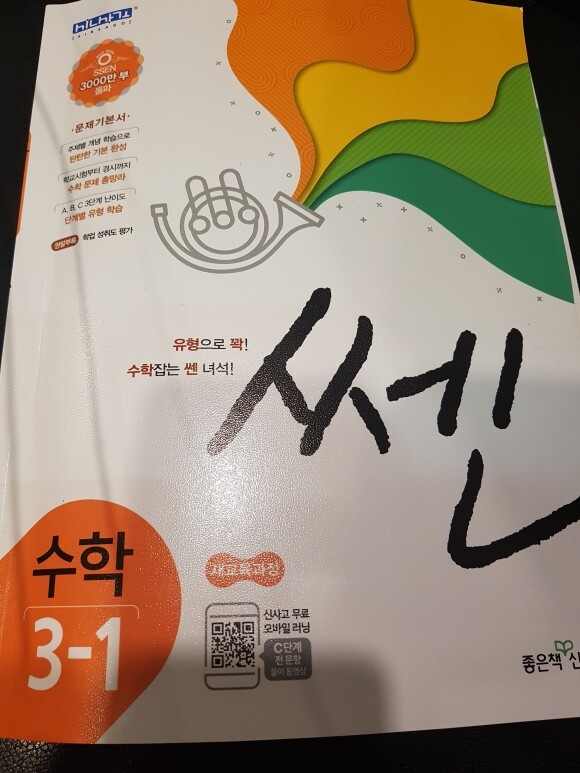 SINSAGO
SSEN
3000만 부
돌파
·문제기본서·
주제별 개념 학습으로
탄탄한 기본 완성
학교시험부터 경시까지
수학 문제 총망라
A, B, C 3단계 난이도
단계별 유형 학습
권말부록 학업 성취도 평가
유형으로 꽉!
수학잡는 쎈 녀석!
쎈
수학
3-1
새교육과정
신사고 무료
모바일 러닝
C단계
전 문항
풀이 동영상
좋은책 신